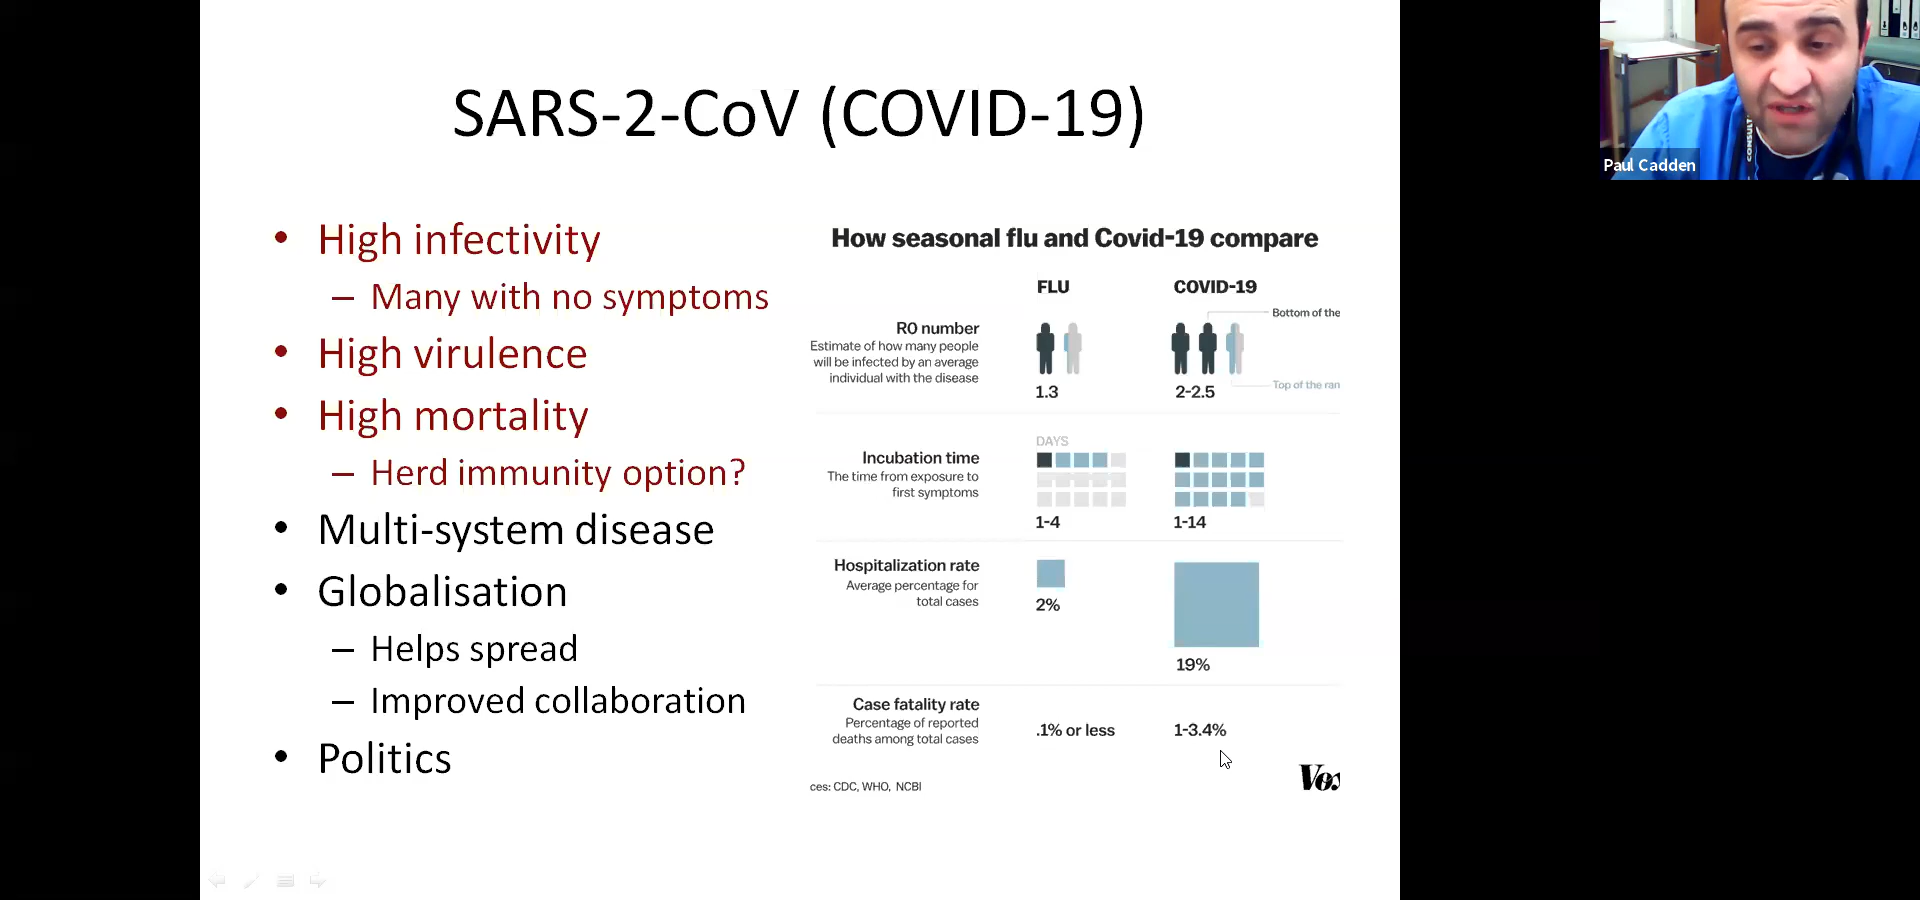 SARS-2-CoV (COVID-19)
• High infectivity
– Many with no symptoms
• High virulence
• High mortality
– Herd immunity option?
• Multi-system disease
• Globalisation
– Helps spread
– Improved collaboration
• Politics
How seasonal flu and Covid-19 compare
FLU
COVID-19
R0 number
Estimate of how many people
will be infected by an average
individual with the disease
1.3
2-2.5
Bottom of the
Top of the ran
Incubation time
The time from exposure to
first symptoms
DAYS
1-4
1-14
Hospitalization rate
Average percentage for
total cases
2%
19%
Case fatality rate
Percentage of reported
deaths among total cases
.1% or less
1-3.4%
ces: CDC, WHO, NCBI
Vox
Paul Cadden
CONSULT